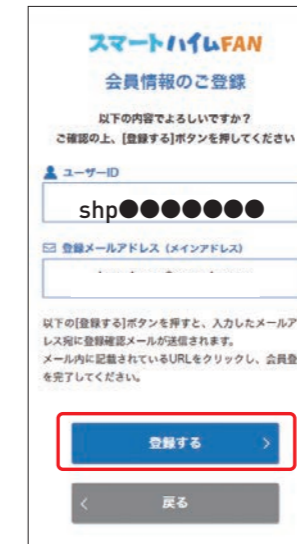 スマートハイムFAN
会員情報のご登録
以下の内容でよろしいですか？
ご確認の上、[登録する]ボタンを押してください
ユーザーID
shp●●●●●●●
登録メールアドレス（メインアドレス）
以下の[登録する]ボタンを押すと、入力したメールア
レス宛に登録確認メールが送信されます。
メール内に記載されているURLをクリックし、会員登
を完了してください。
登録する
戻る